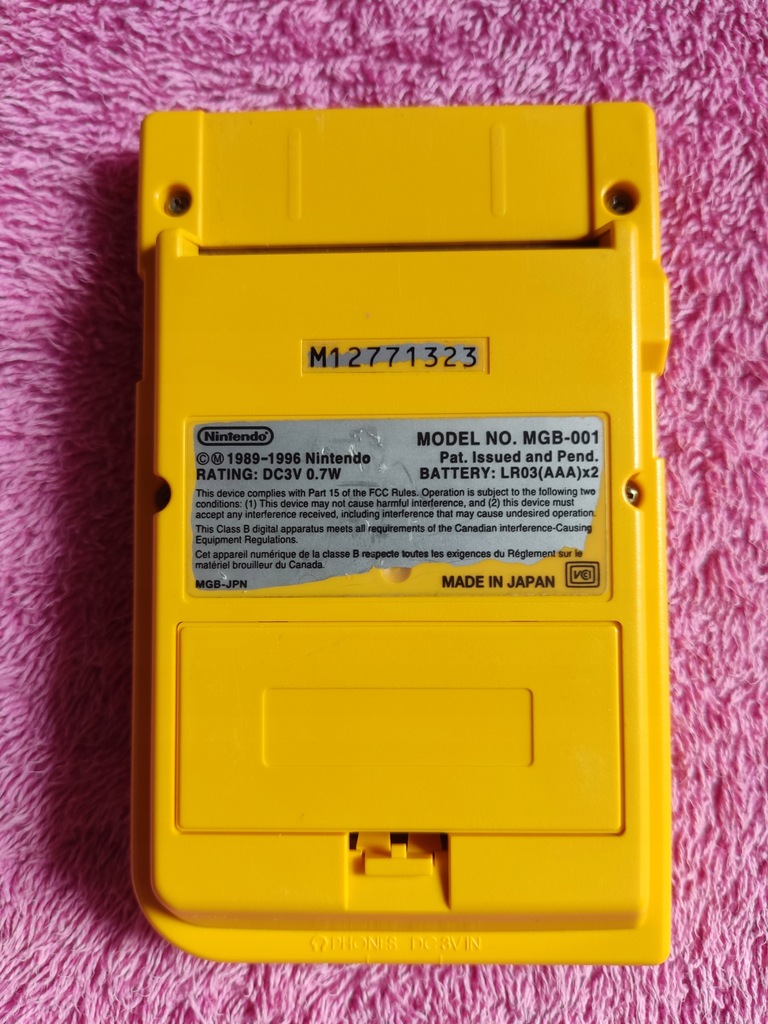 M12771323
Nintendo
MODEL NO. MGB-001
©Ⓜ 1989-1996 Nintendo
Pat. Issued and Pend.
RATING: DC3V 0.7W
BATTERY: LR03(AAA)x2
This device complies with Part 15 of the FCC Rules. Operation is subject to the following two
conditions: (1) This device may not cause harmful interference, and (2) this device must
accept any interference received, including interference that may cause undesired operation.
This Class B digital apparatus meets all requirements of the Canadian Interference-Causing
Equipment Regulations.
Cet appareil numérique de la classe B respecte toutes les exigences du Réglement sur le
matériel brouilleur du Canada.
MGB-JPN
MADE IN JAPAN
VCI
PHONES DC3V IN